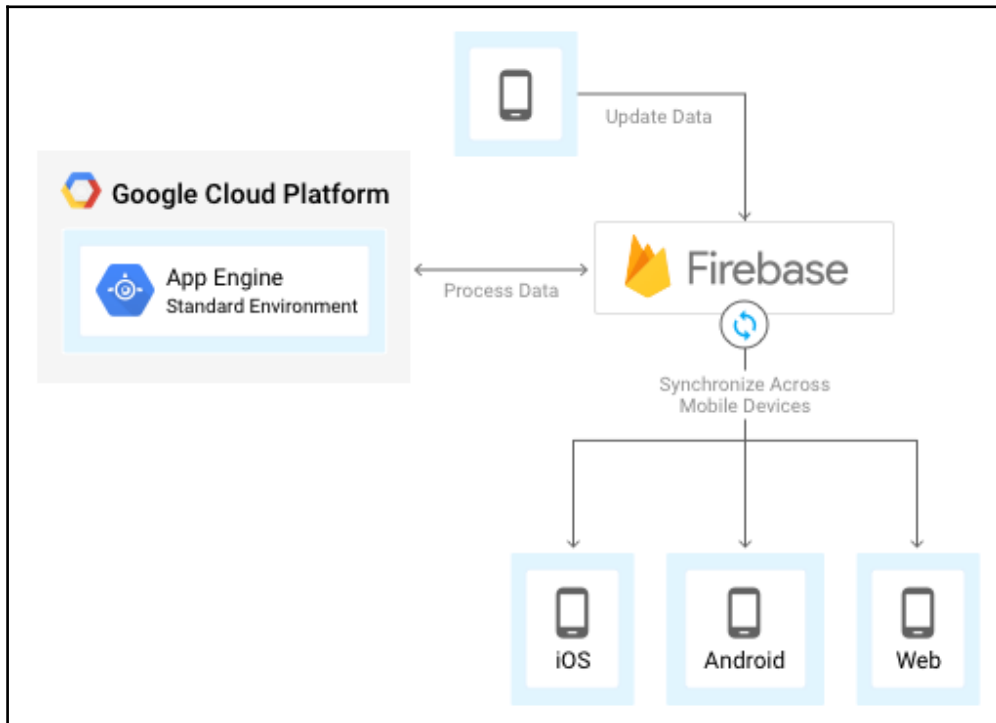 Update Data
Google Cloud Platform
App Engine
Standard Environment
Process Data
Firebase
Synchronize Across
Mobile Devices
iOS
Android
Web